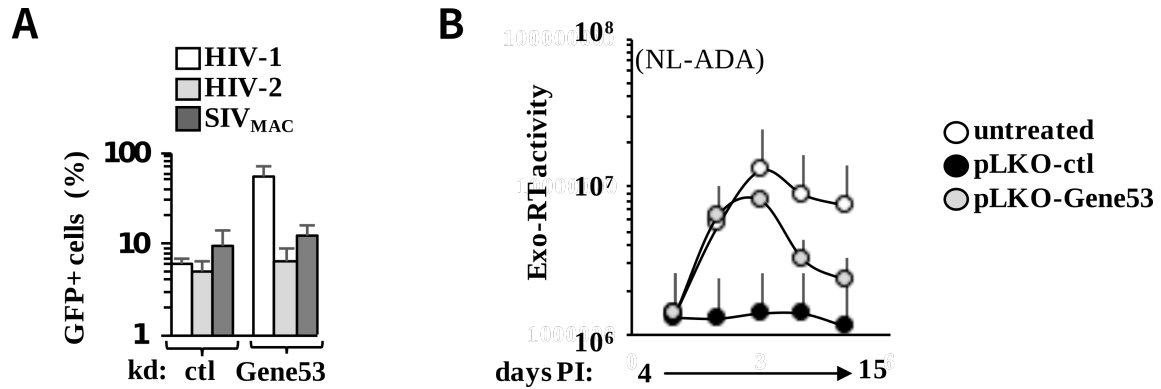 A
HIV-1
HIV-2
SIVMAC
GFP+ cells (%)
100
10
1
kd: ctl Gene53
B
(NL-ADA)
Exo-RT activity
10⁸
10⁷
10⁶
days PI: 4 15
untreated
pLKO-ctl
pLKO-Gene53